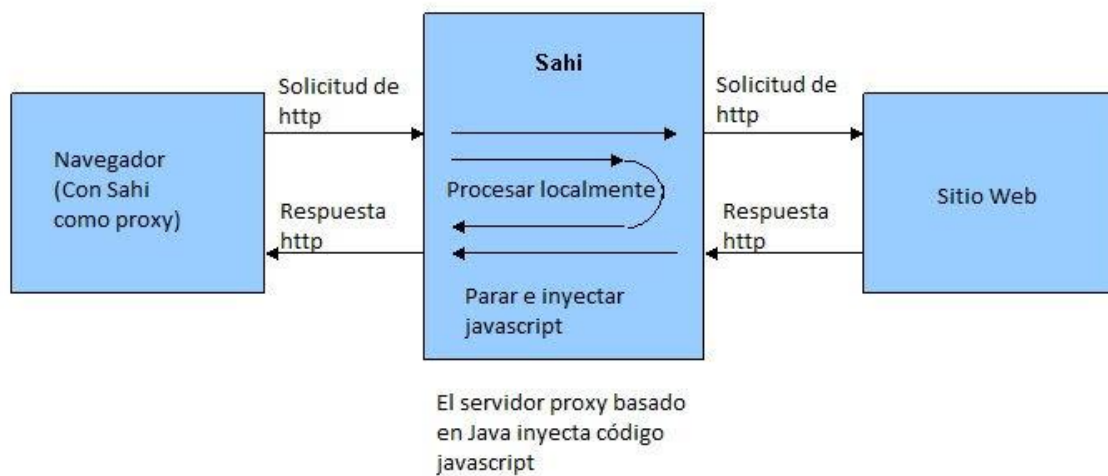 Sahi
Solicitud de
http
Solicitud de
http
Navegador
(Con Sahi
como proxy)
Procesar localmente
Sitio Web
Respuesta
http
Respuesta
http
Parar e inyectar
javascript
El servidor proxy basado
en Java inyecta código
javascript